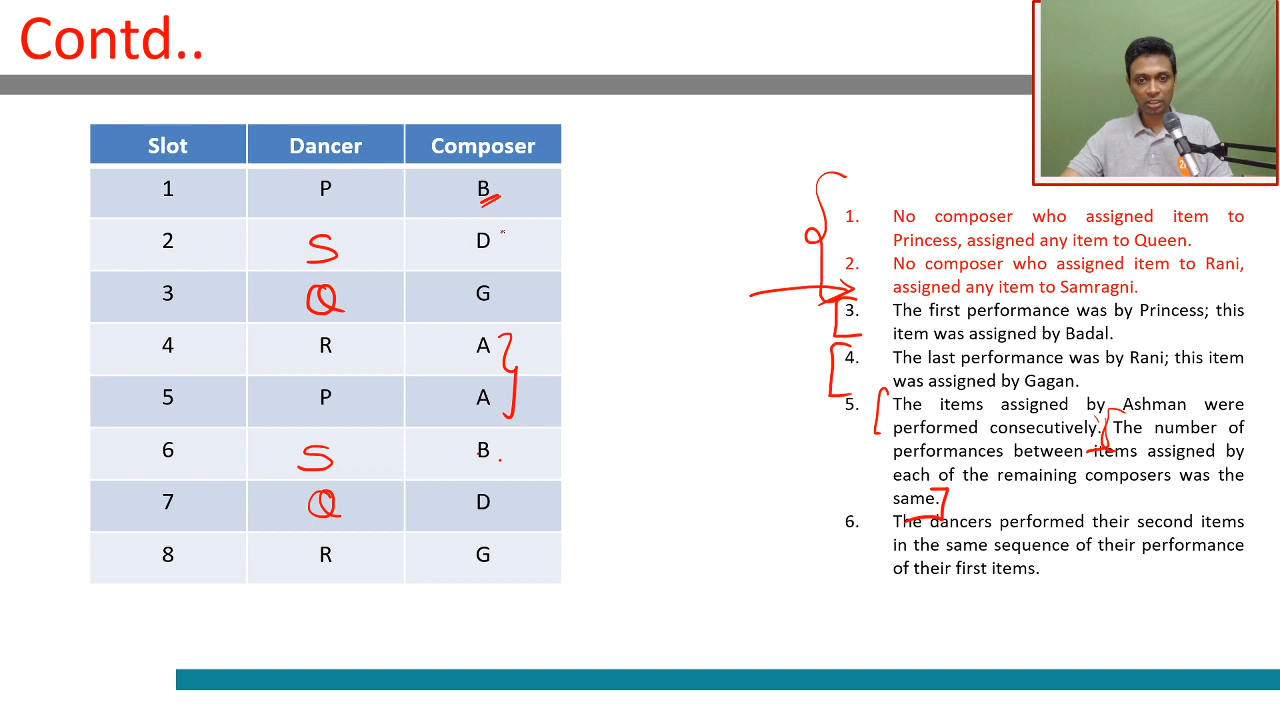 Contd..
Slot Dancer Composer
1 P B
2 S D
3 Q G
4 R A
5 P A
6 S B
7 Q D
8 R G
1. No composer who assigned item to
Princess, assigned any item to Queen.
2. No composer who assigned item to Rani,
assigned any item to Samragni.
3. The first performance was by Princess; this
item was assigned by Badal.
4. The last performance was by Rani; this item
was assigned by Gagan.
5. The items assigned by Ashman were
performed consecutively. The number of
performances between items assigned by
each of the remaining composers was the
same.
6. The dancers performed their second items
in the same sequence of their performance
of their first items.